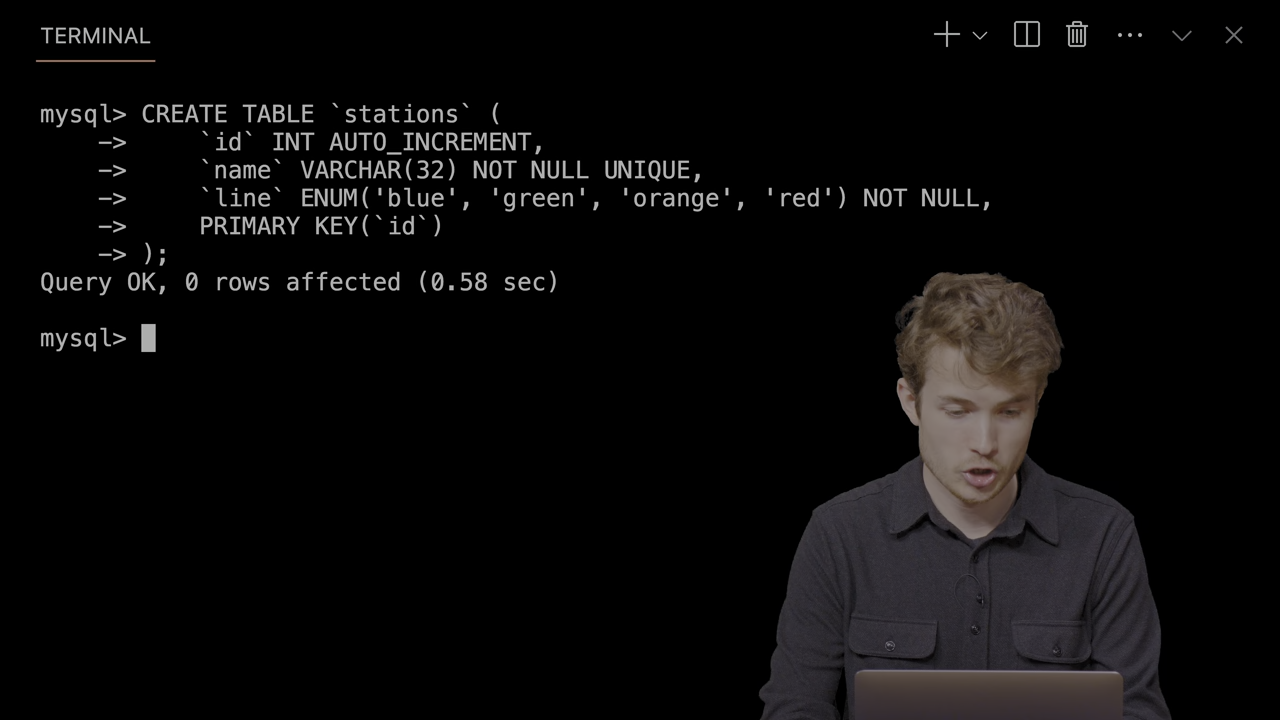 TERMINAL
mysql> CREATE TABLE `stations` (
    ->     `id` INT AUTO_INCREMENT,
    ->     `name` VARCHAR(32) NOT NULL UNIQUE,
    ->     `line` ENUM('blue', 'green', 'orange', 'red') NOT NULL,
    ->     PRIMARY KEY(`id`)
    -> );
Query OK, 0 rows affected (0.58 sec)
mysql>